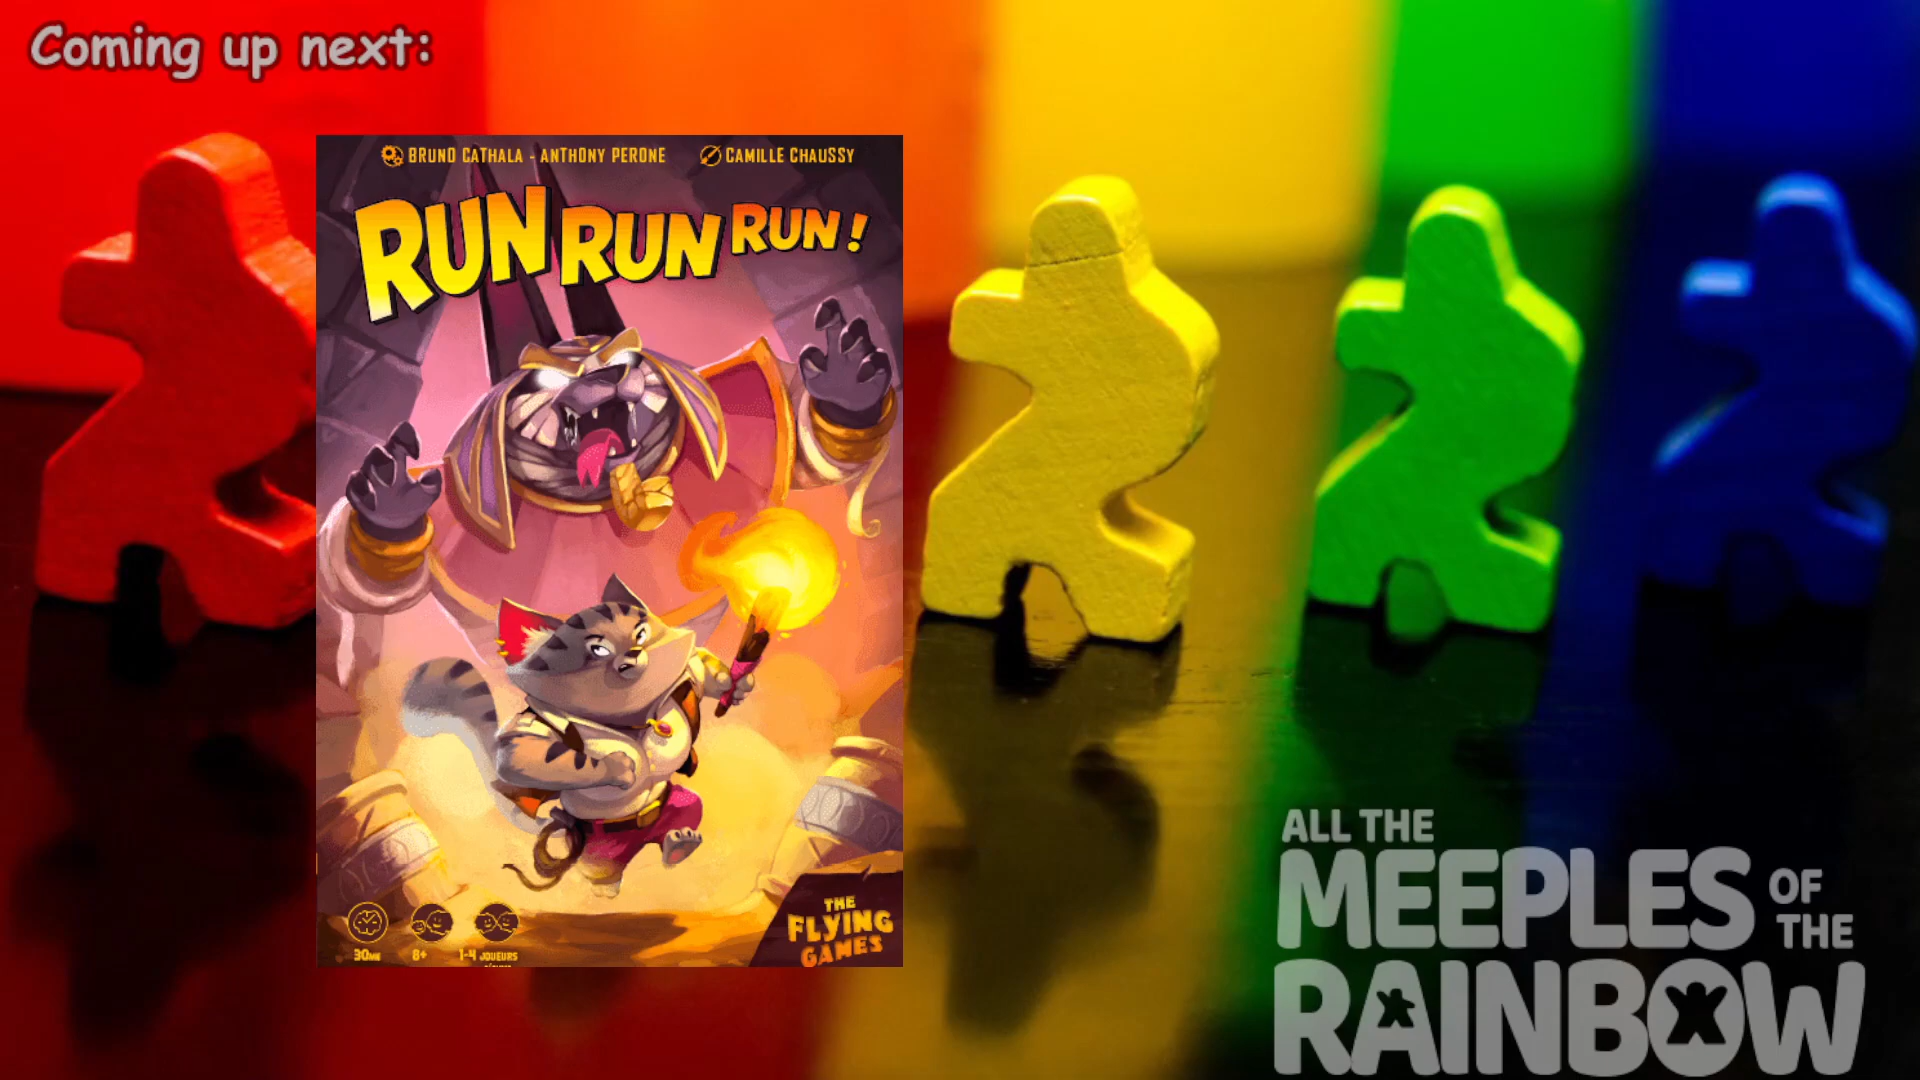 Coming up next:
BRUNO CATHALA - ANTHONY PERONE CAMILLE CHAUSSY
RUN RUN RUN!
30MN 8+ 1-4 JOUEURS
THE
FLYING
GAMES
ALL THE
MEEPLES OF
THE
RAINBOW